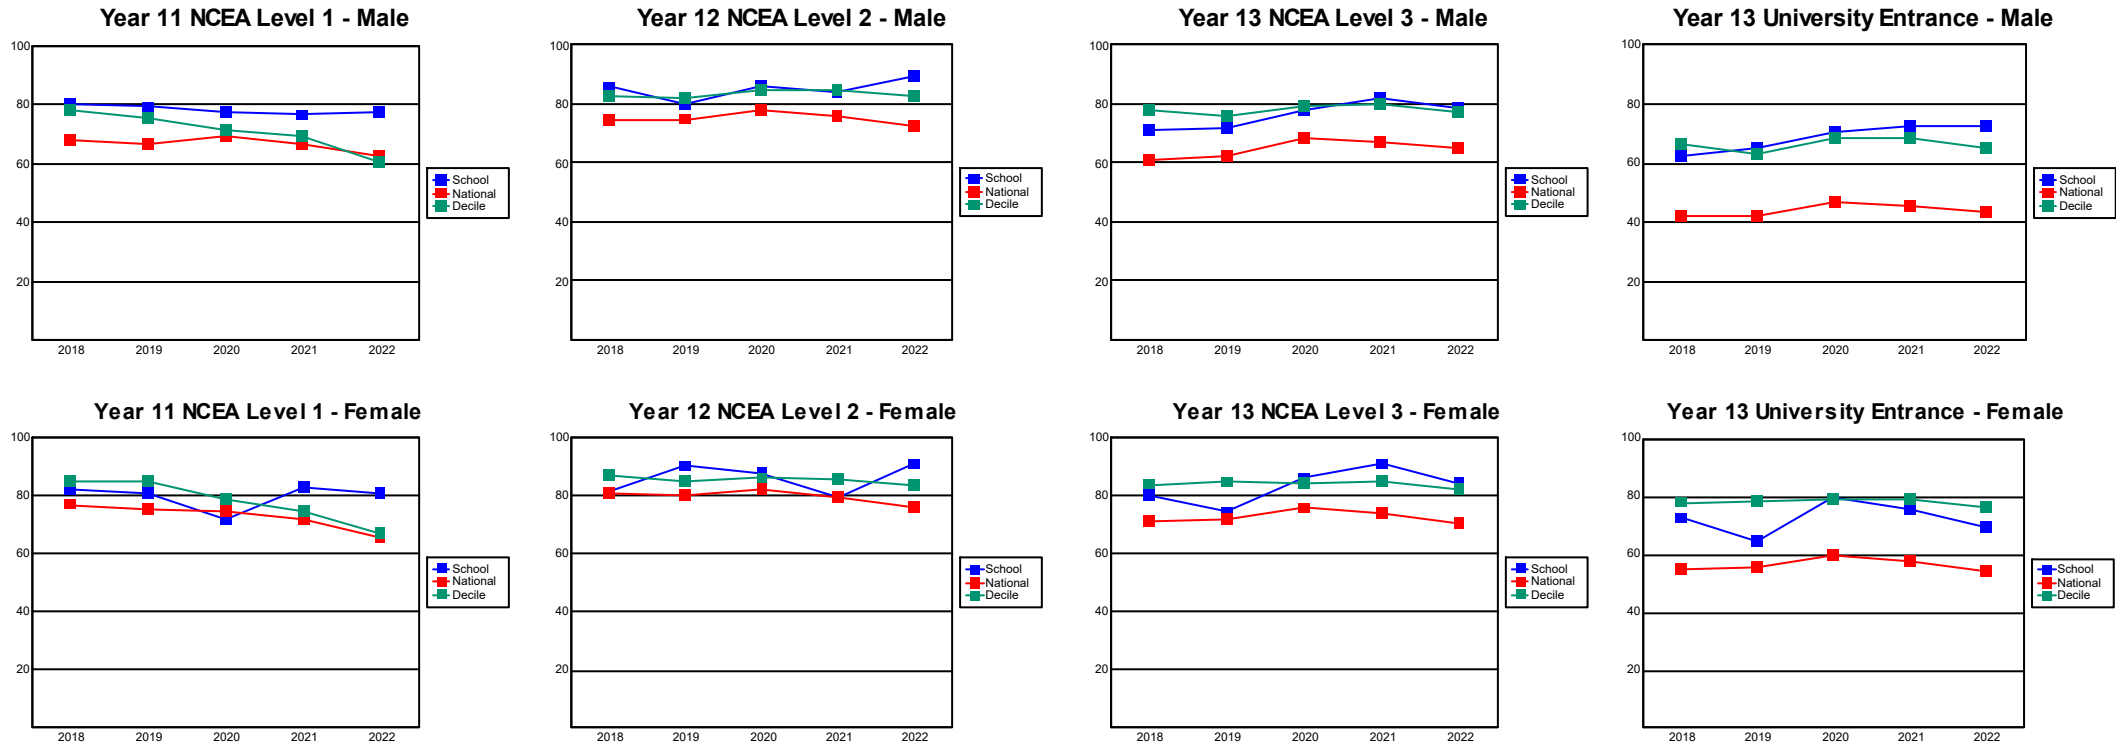 Year 11 NCEA Level 1 - Male
100
80
60
40
20
2018 2019 2020 2021 2022
School
National
Decile
Year 12 NCEA Level 2 - Male
100
80
60
40
20
2018 2019 2020 2021 2022
School
National
Decile
Year 13 NCEA Level 3 - Male
100
80
60
40
20
2018 2019 2020 2021 2022
School
National
Decile
Year 13 University Entrance - Male
100
80
60
40
20
2018 2019 2020 2021 2022
School
National
Decile
Year 11 NCEA Level 1 - Female
100
80
60
40
20
2018 2019 2020 2021 2022
School
National
Decile
Year 12 NCEA Level 2 - Female
100
80
60
40
20
2018 2019 2020 2021 2022
School
National
Decile
Year 13 NCEA Level 3 - Female
100
80
60
40
20
2018 2019 2020 2021 2022
School
National
Decile
Year 13 University Entrance - Female
100
80
60
40
20
2018 2019 2020 2021 2022
School
National
Decile